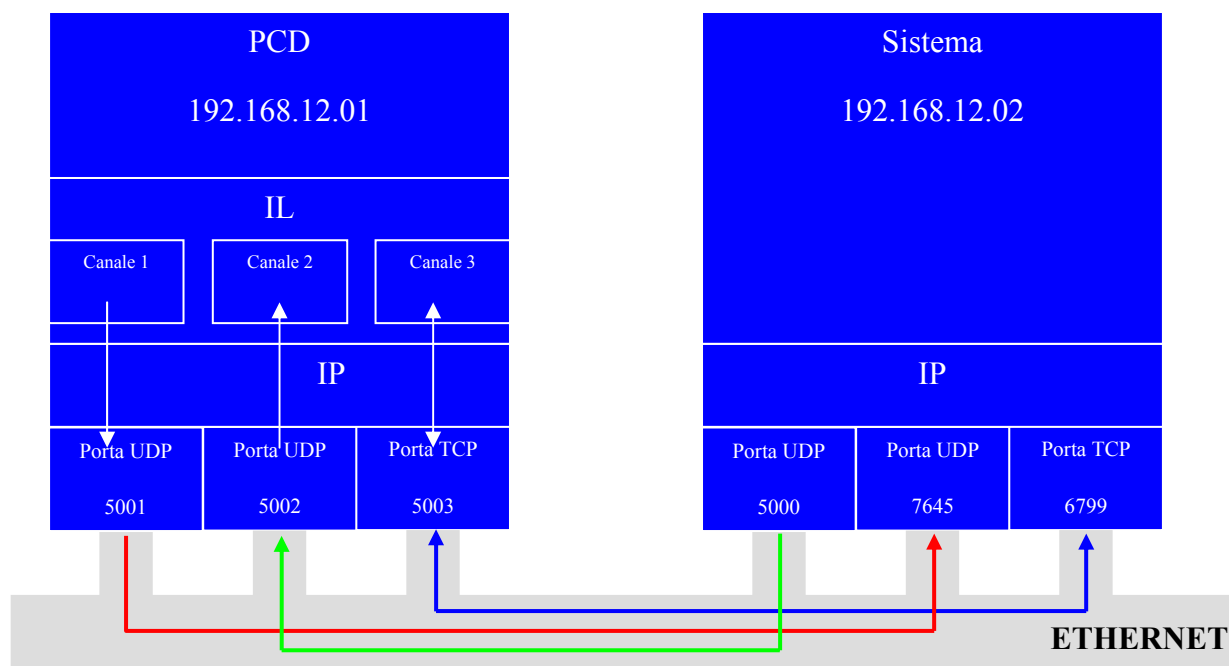 PCD
192.168.12.01
IL
Canale 1
Canale 2
Canale 3
IP
Porta UDP
5001
Porta UDP
5002
Porta TCP
5003
Sistema
192.168.12.02
IP
Porta UDP
5000
Porta UDP
7645
Porta TCP
6799
ETHERNET